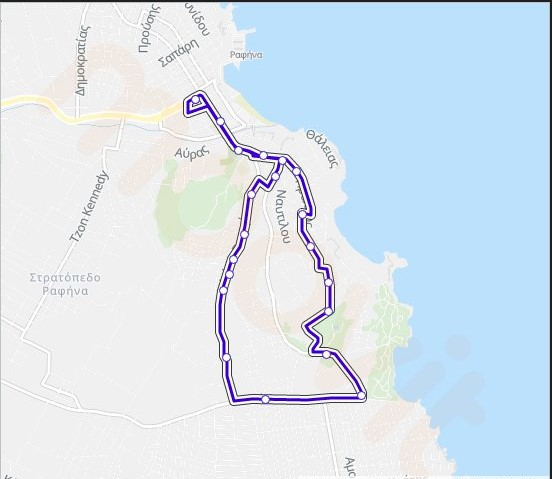 Δημοκρατίας
Προύσης
Σαπάρη
Ραφήνα
Θάλειας
Αύρας
Tzon Kennedy
Ναυτίλου
Στρατόπεδο
Ραφήνα